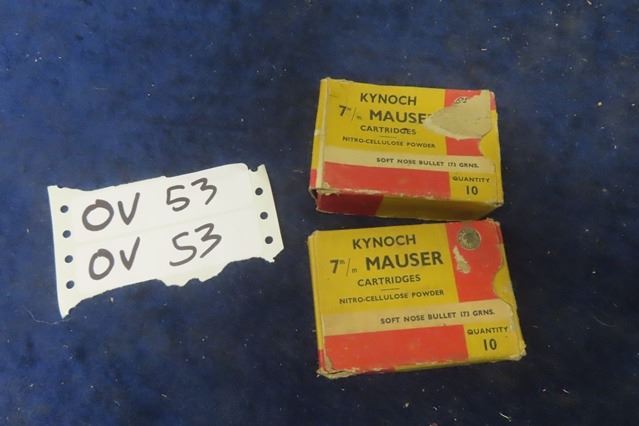 OV 53
OV 53
KYNOCH
7m/m MAUSER
CARTRIDGES
NITRO-CELLULOSE POWDER
SOFT NOSE BULLET 173 GRNS.
QUANTITY
10
KYNOCH
7m/m MAUSER
CARTRIDGES
NITRO-CELLULOSE POWDER
SOFT NOSE BULLET 173 GRNS.
QUANTITY
10